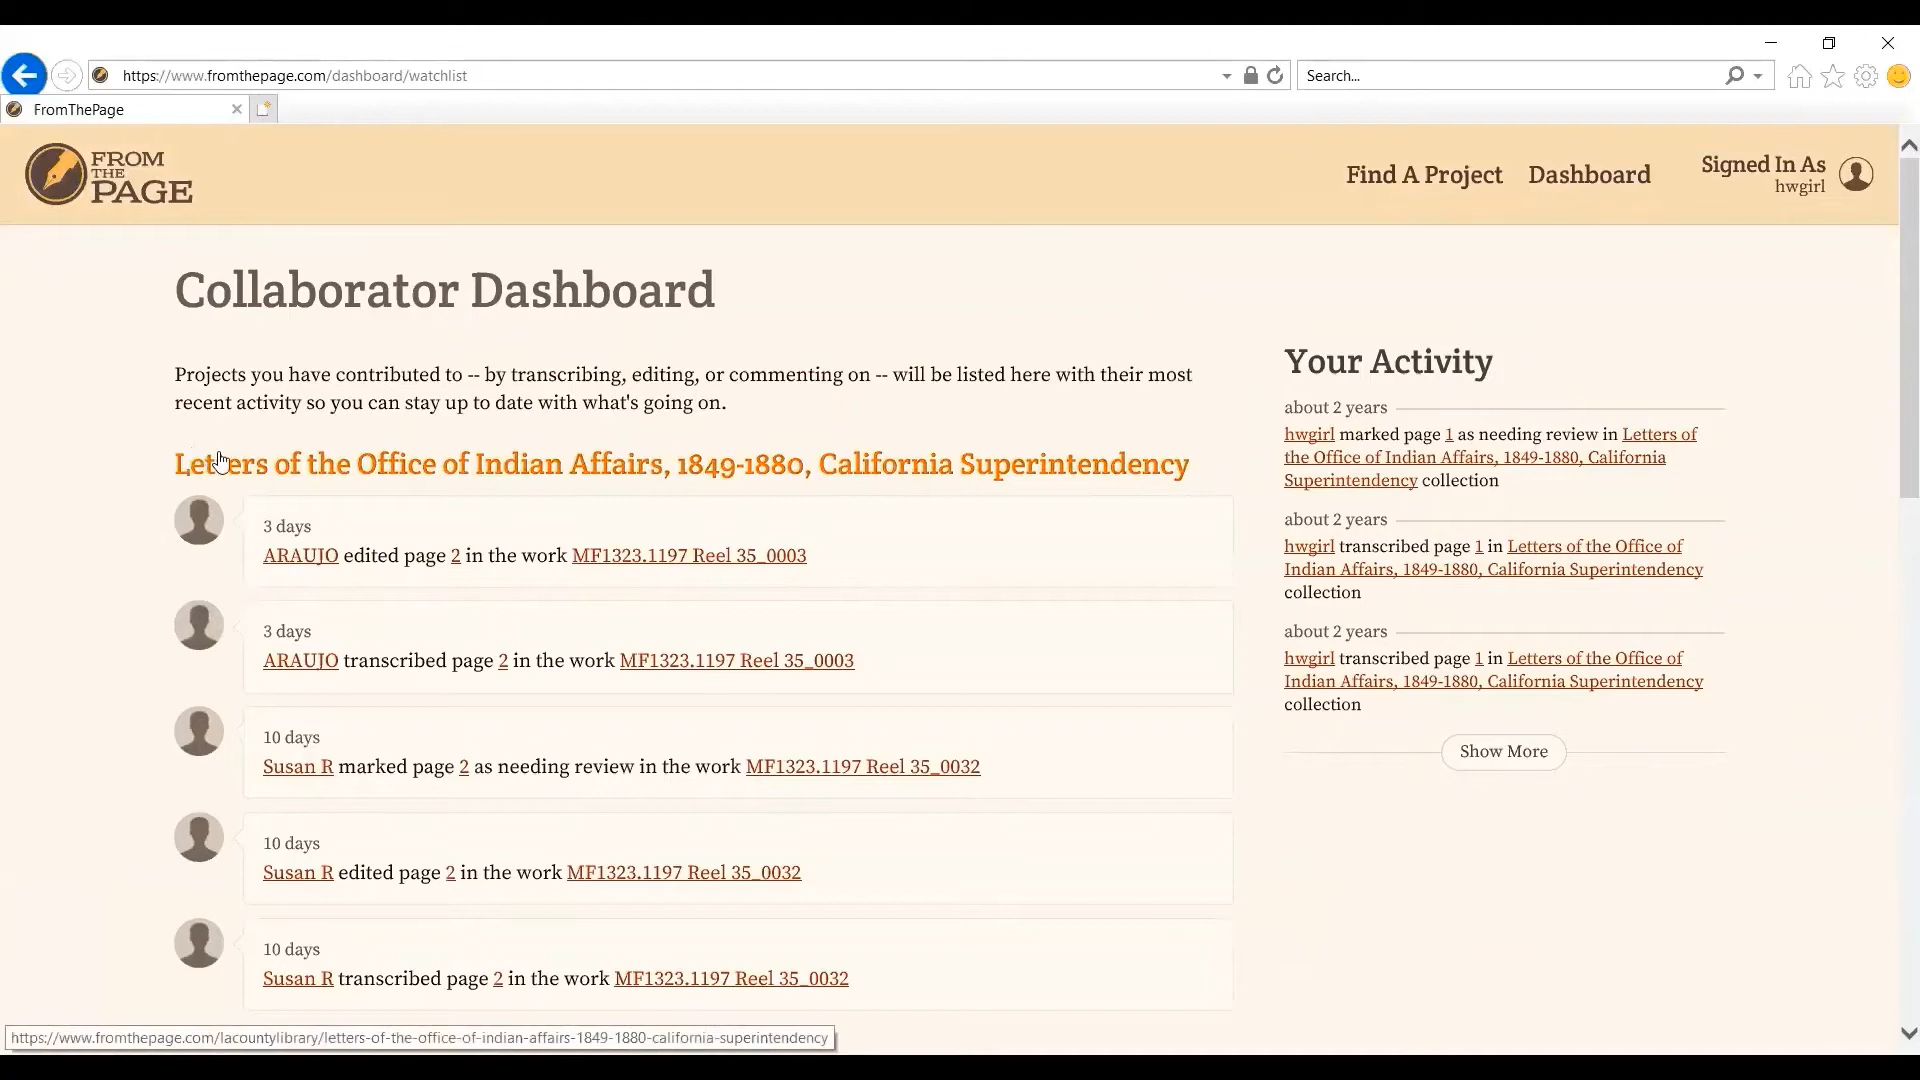 https://www.fromthepage.com/dashboard/watchlist
Search...
FromThePage
FROM
THE
PAGE
Find A Project
Dashboard
Signed In As
hwgirl
Collaborator Dashboard
Projects you have contributed to -- by transcribing, editing, or commenting on -- will be listed here with their most
recent activity so you can stay up to date with what's going on.
Letters of the Office of Indian Affairs, 1849-1880, California Superintendency
3 days
ARAUJO edited page 2 in the work MF1323.1197 Reel 35_0003
3 days
ARAUJO transcribed page 2 in the work MF1323.1197 Reel 35_0003
10 days
Susan R marked page 2 as needing review in the work MF1323.1197 Reel 35_0032
10 days
Susan R edited page 2 in the work MF1323.1197 Reel 35_0032
10 days
Susan R transcribed page 2 in the work MF1323.1197 Reel 35_0032
Your Activity
about 2 years
hwgirl marked page 1 as needing review in Letters of
the Office of Indian Affairs, 1849-1880, California
Superintendency collection
about 2 years
hwgirl transcribed page 1 in Letters of the Office of
Indian Affairs, 1849-1880, California Superintendency
collection
about 2 years
hwgirl transcribed page 1 in Letters of the Office of
Indian Affairs, 1849-1880, California Superintendency
collection
Show More
https://www.fromthepage.com/lacountylibrary/letters-of-the-office-of-indian-affairs-1849-1880-california-superintendency